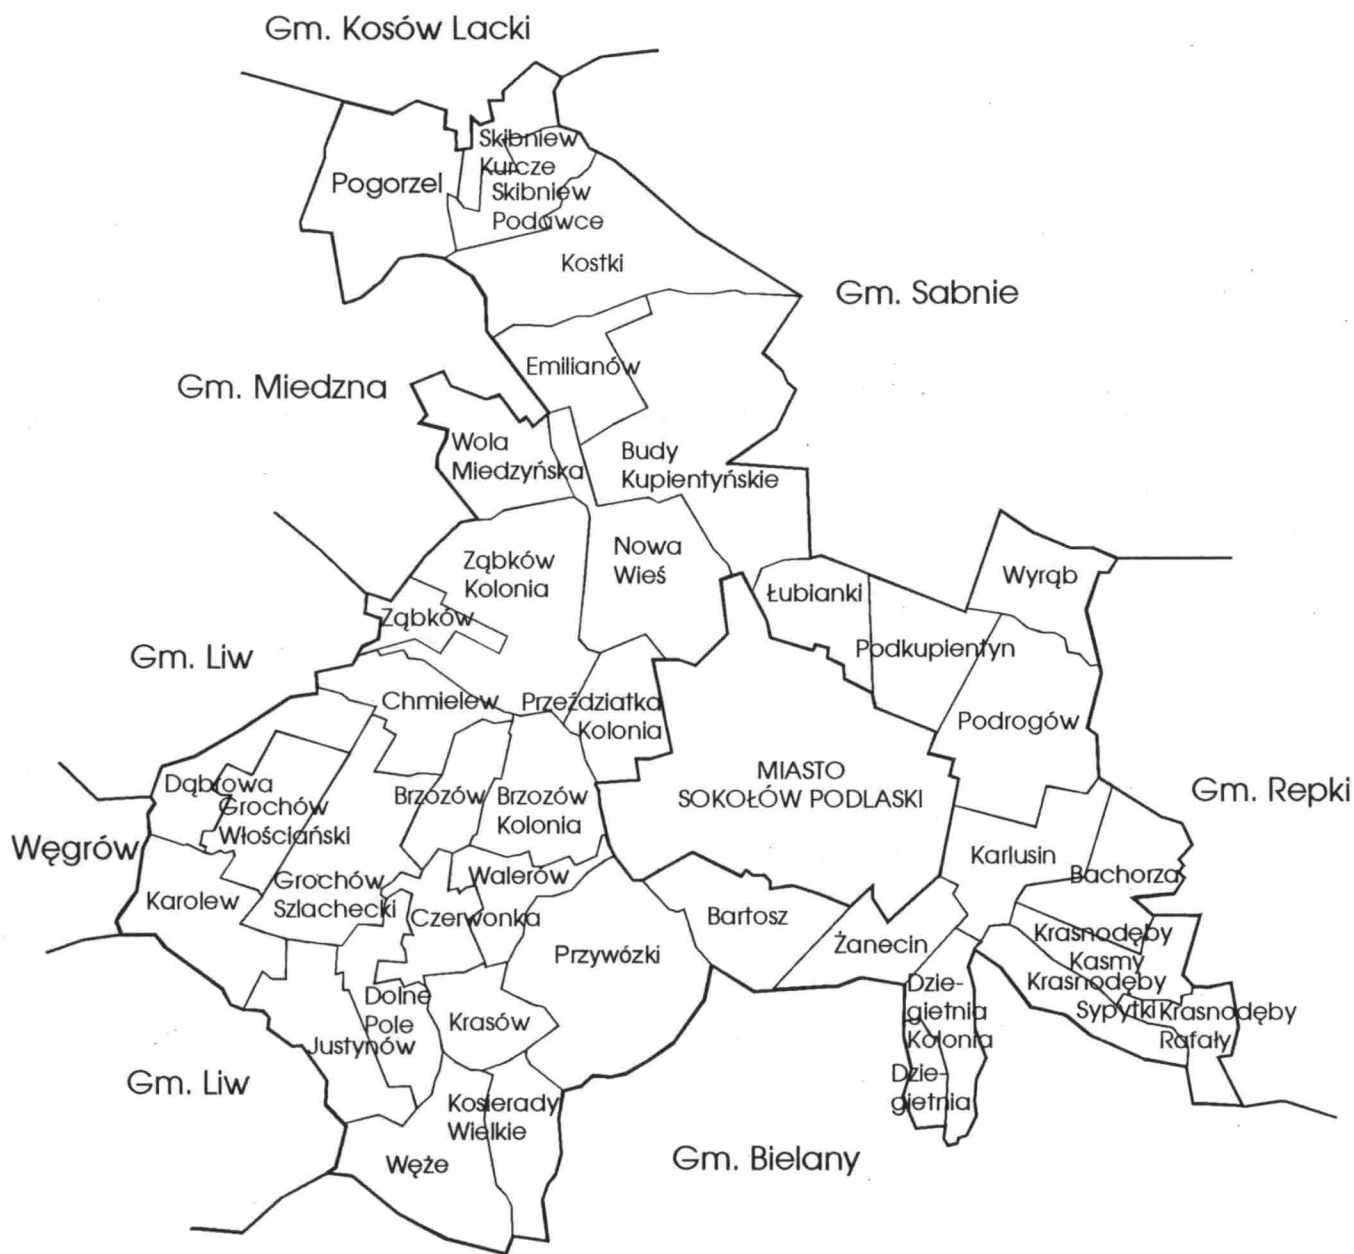 Gm. Kosów Lacki
Skibniew
Kurcze
Pogorzel
Skibniew
Podawce
Kostki
Gm. Sabnie
Emilianów
Gm. Miedzna
Wola
Miedzyńska
Budy
Kupientyńskie
Nowa
Wieś
Ząbków
Kolonia
Wyrąb
Łubianki
Ząbków
Podkupientyn
Gm. Liw
Chmielew
Przeździatka
Kolonia
Podrogów
MIASTO
SOKOŁÓW PODLASKI
Gm. Repki
Dąbrowa
Grochów
Włościański
Brzozów
Brzozów
Kolonia
Węgrów
Karlusin
Bachorza
Walerów
Grochów
Szlachecki
Karolew
Czerwonka
Bartosz
Żanecin
Krasnodęby
Kasmy
Przywózki
Krasnodęby
Sypytki
Dzie-
gietnia
Kolonia
Krasnodęby
Rafały
Dolne
Pole
Krasów
Justynów
Gm. Liw
Dzie-
gietnia
Kosierady
Wielkie
Węże
Gm. Bielany